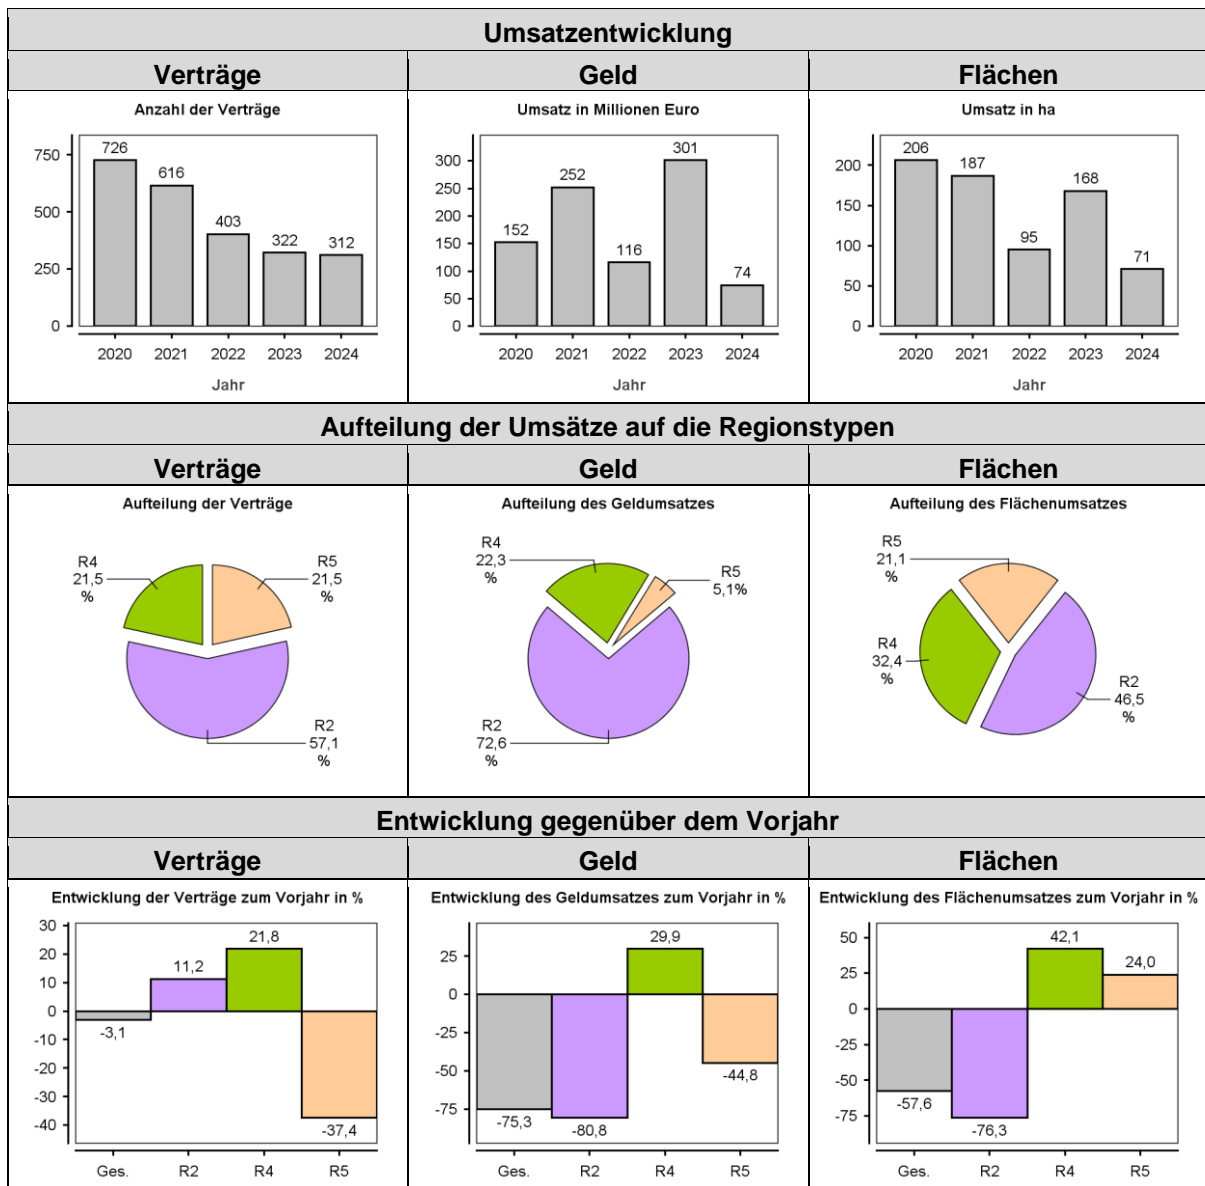 Umsatzentwicklung
Verträge
Geld
Flächen
Anzahl der Verträge
750
500
250
0
726
616
403
322
312
2020 2021 2022 2023 2024
Jahr
Umsatz in Millionen Euro
300
250
200
150
100
50
0
152
252
116
301
74
2020 2021 2022 2023 2024
Jahr
Umsatz in ha
200
150
100
50
0
206
187
95
168
71
2020 2021 2022 2023 2024
Jahr
Aufteilung der Umsätze auf die Regionstypen
Verträge
Geld
Flächen
Aufteilung der Verträge
R4
21,5
%
R5
21,5
%
R2
57,1
%
Aufteilung des Geldumsatzes
R4
22,3
%
R5
5,1%
R2
72,6
%
Aufteilung des Flächenumsatzes
R5
21,1
%
R4
32,4
%
R2
46,5
%
Entwicklung gegenüber dem Vorjahr
Verträge
Geld
Flächen
Entwicklung der Verträge zum Vorjahr in %
30
20
10
0
-10
-20
-30
-40
-3,1
11,2
21,8
-37,4
Ges. R2 R4 R5
Entwicklung des Geldumsatzes zum Vorjahr in %
25
0
-25
-50
-75
-75,3
-80,8
29,9
-44,8
Ges. R2 R4 R5
Entwicklung des Flächenumsatzes zum Vorjahr in %
50
25
0
-25
-50
-75
-57,6
-76,3
42,1
24,0
Ges. R2 R4 R5